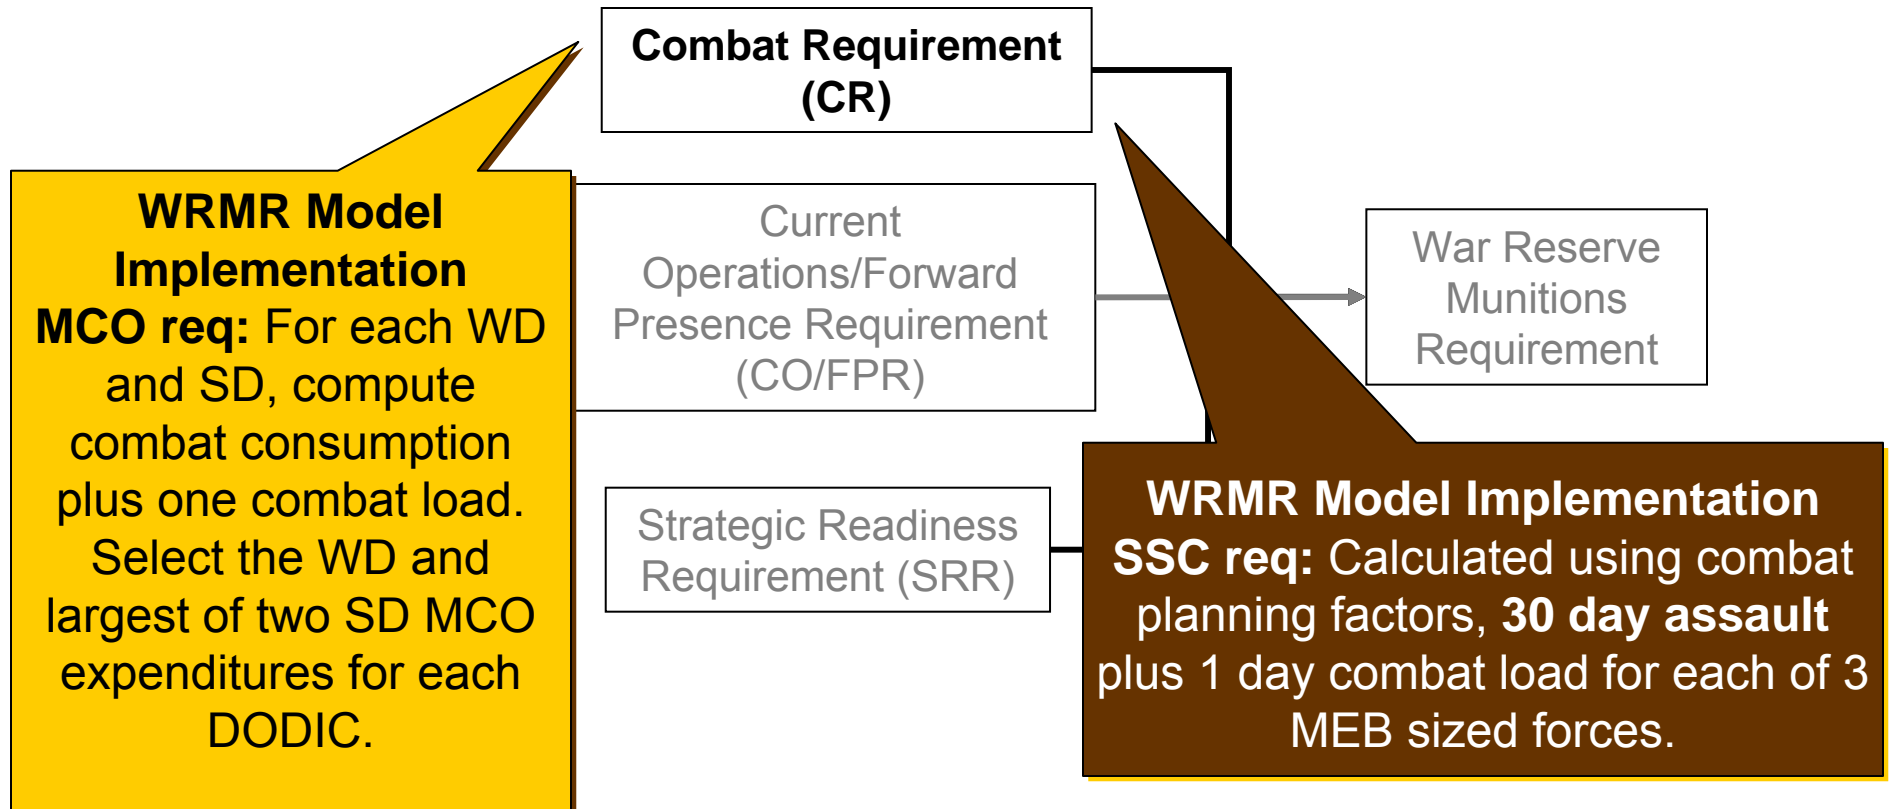 Combat Requirement
(CR)
WRMR Model
Implementation
MCO req: For each WD
and SD, compute
combat consumption
plus one combat load.
Select the WD and
largest of two SD MCO
expenditures for each
DODIC.
Current
Operations/Forward
Presence Requirement
(CO/FPR)
War Reserve
Munitions
Requirement
Strategic Readiness
Requirement (SRR)
WRMR Model Implementation
SSC req: Calculated using combat
planning factors, 30 day assault
plus 1 day combat load for each of 3
MEB sized forces.